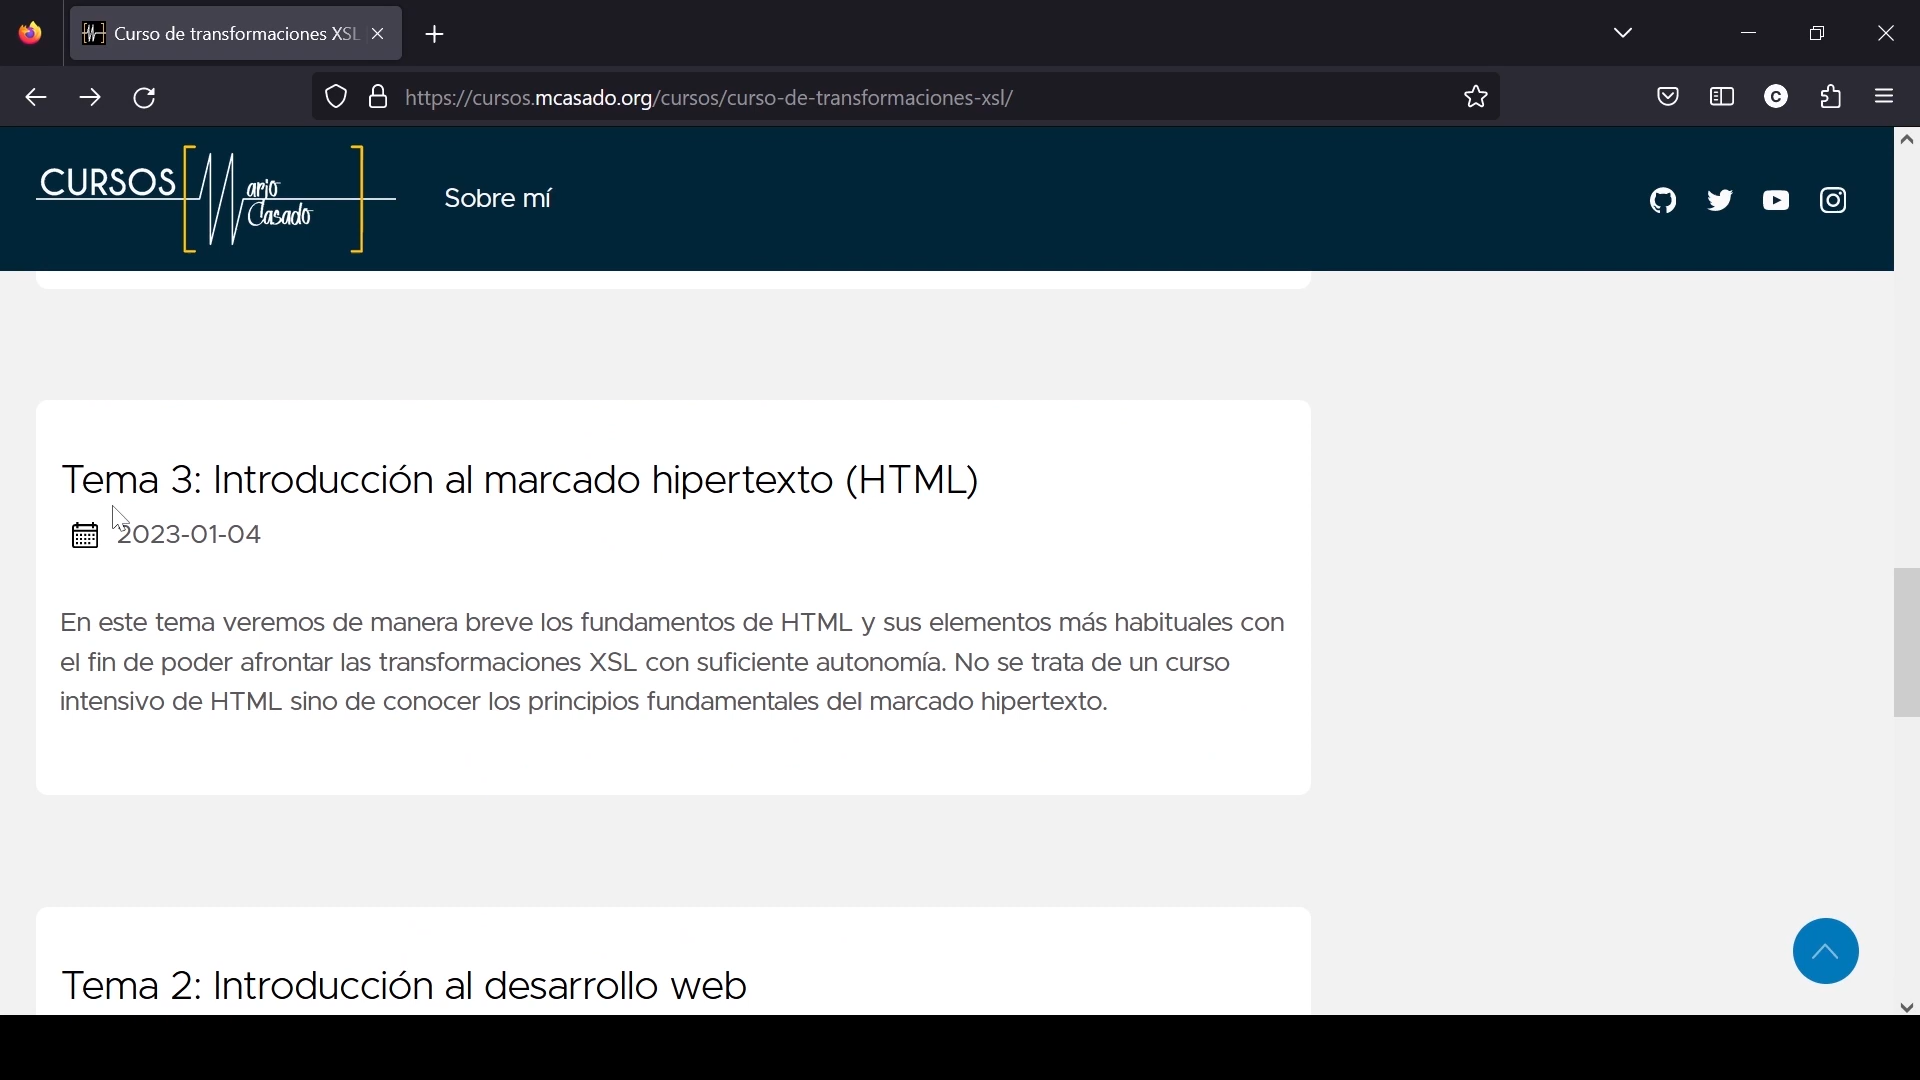 Curso de transformaciones XSL
https://cursos.mcasado.org/cursos/curso-de-transformaciones-xsl/
CURSOS Mario Casado
Sobre mí
Tema 3: Introducción al marcado hipertexto (HTML)
2023-01-04
En este tema veremos de manera breve los fundamentos de HTML y sus elementos más habituales con
el fin de poder afrontar las transformaciones XSL con suficiente autonomía. No se trata de un curso
intensivo de HTML sino de conocer los principios fundamentales del marcado hipertexto.
Tema 2: Introducción al desarrollo web